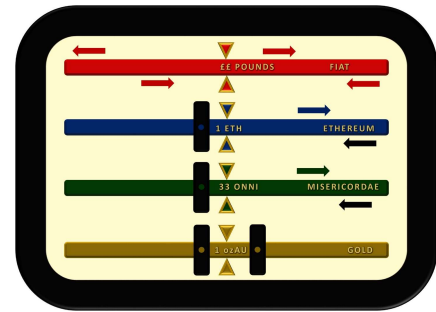 ££ POUNDS FIAT
1 ETH ETHEREUM
33 ONNI MISERICORDAE
1 ozAU GOLD